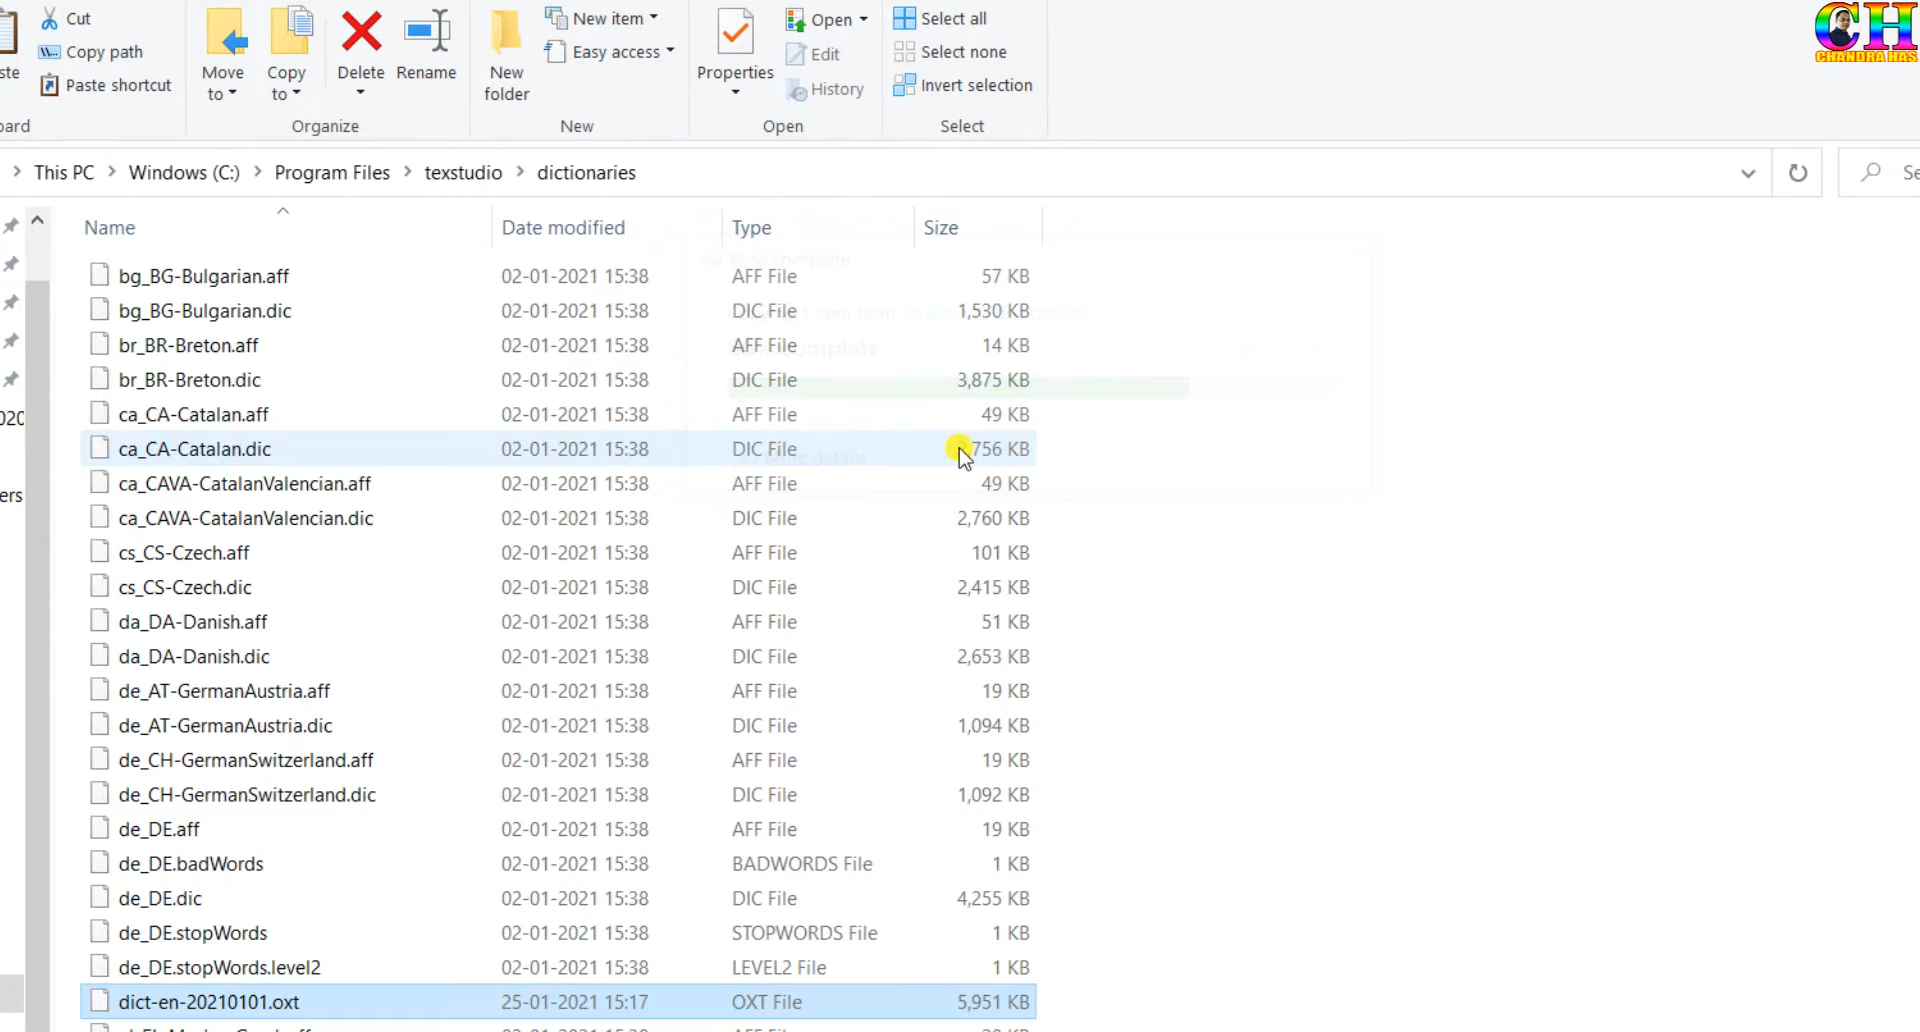 Cut
Copy path
Paste shortcut
Move to
Copy to
Delete
Rename
Organize
New folder
New item
Easy access
New
Properties
Open
Edit
History
Open
Select all
Select none
Invert selection
Select
CH
CHANDRA HAS
This PC > Windows (C:) > Program Files > texstudio > dictionaries
Name Date modified Type Size
bg_BG-Bulgarian.aff 02-01-2021 15:38 AFF File 57 KB
bg_BG-Bulgarian.dic 02-01-2021 15:38 DIC File 1,530 KB
br_BR-Breton.aff 02-01-2021 15:38 AFF File 14 KB
br_BR-Breton.dic 02-01-2021 15:38 DIC File 3,875 KB
ca_CA-Catalan.aff 02-01-2021 15:38 AFF File 49 KB
ca_CA-Catalan.dic 02-01-2021 15:38 DIC File 756 KB
ca_CAVA-CatalanValencian.aff 02-01-2021 15:38 AFF File 49 KB
ca_CAVA-CatalanValencian.dic 02-01-2021 15:38 DIC File 2,760 KB
cs_CS-Czech.aff 02-01-2021 15:38 AFF File 101 KB
cs_CS-Czech.dic 02-01-2021 15:38 DIC File 2,415 KB
da_DA-Danish.aff 02-01-2021 15:38 AFF File 51 KB
da_DA-Danish.dic 02-01-2021 15:38 DIC File 2,653 KB
de_AT-GermanAustria.aff 02-01-2021 15:38 AFF File 19 KB
de_AT-GermanAustria.dic 02-01-2021 15:38 DIC File 1,094 KB
de_CH-GermanSwitzerland.aff 02-01-2021 15:38 AFF File 19 KB
de_CH-GermanSwitzerland.dic 02-01-2021 15:38 DIC File 1,092 KB
de_DE.aff 02-01-2021 15:38 AFF File 19 KB
de_DE.badWords 02-01-2021 15:38 BADWORDS File 1 KB
de_DE.dic 02-01-2021 15:38 DIC File 4,255 KB
de_DE.stopWords 02-01-2021 15:38 STOPWORDS File 1 KB
de_DE.stopWords.level2 02-01-2021 15:38 LEVEL2 File 1 KB
dict-en-20210101.oxt 25-01-2021 15:17 OXT File 5,951 KB